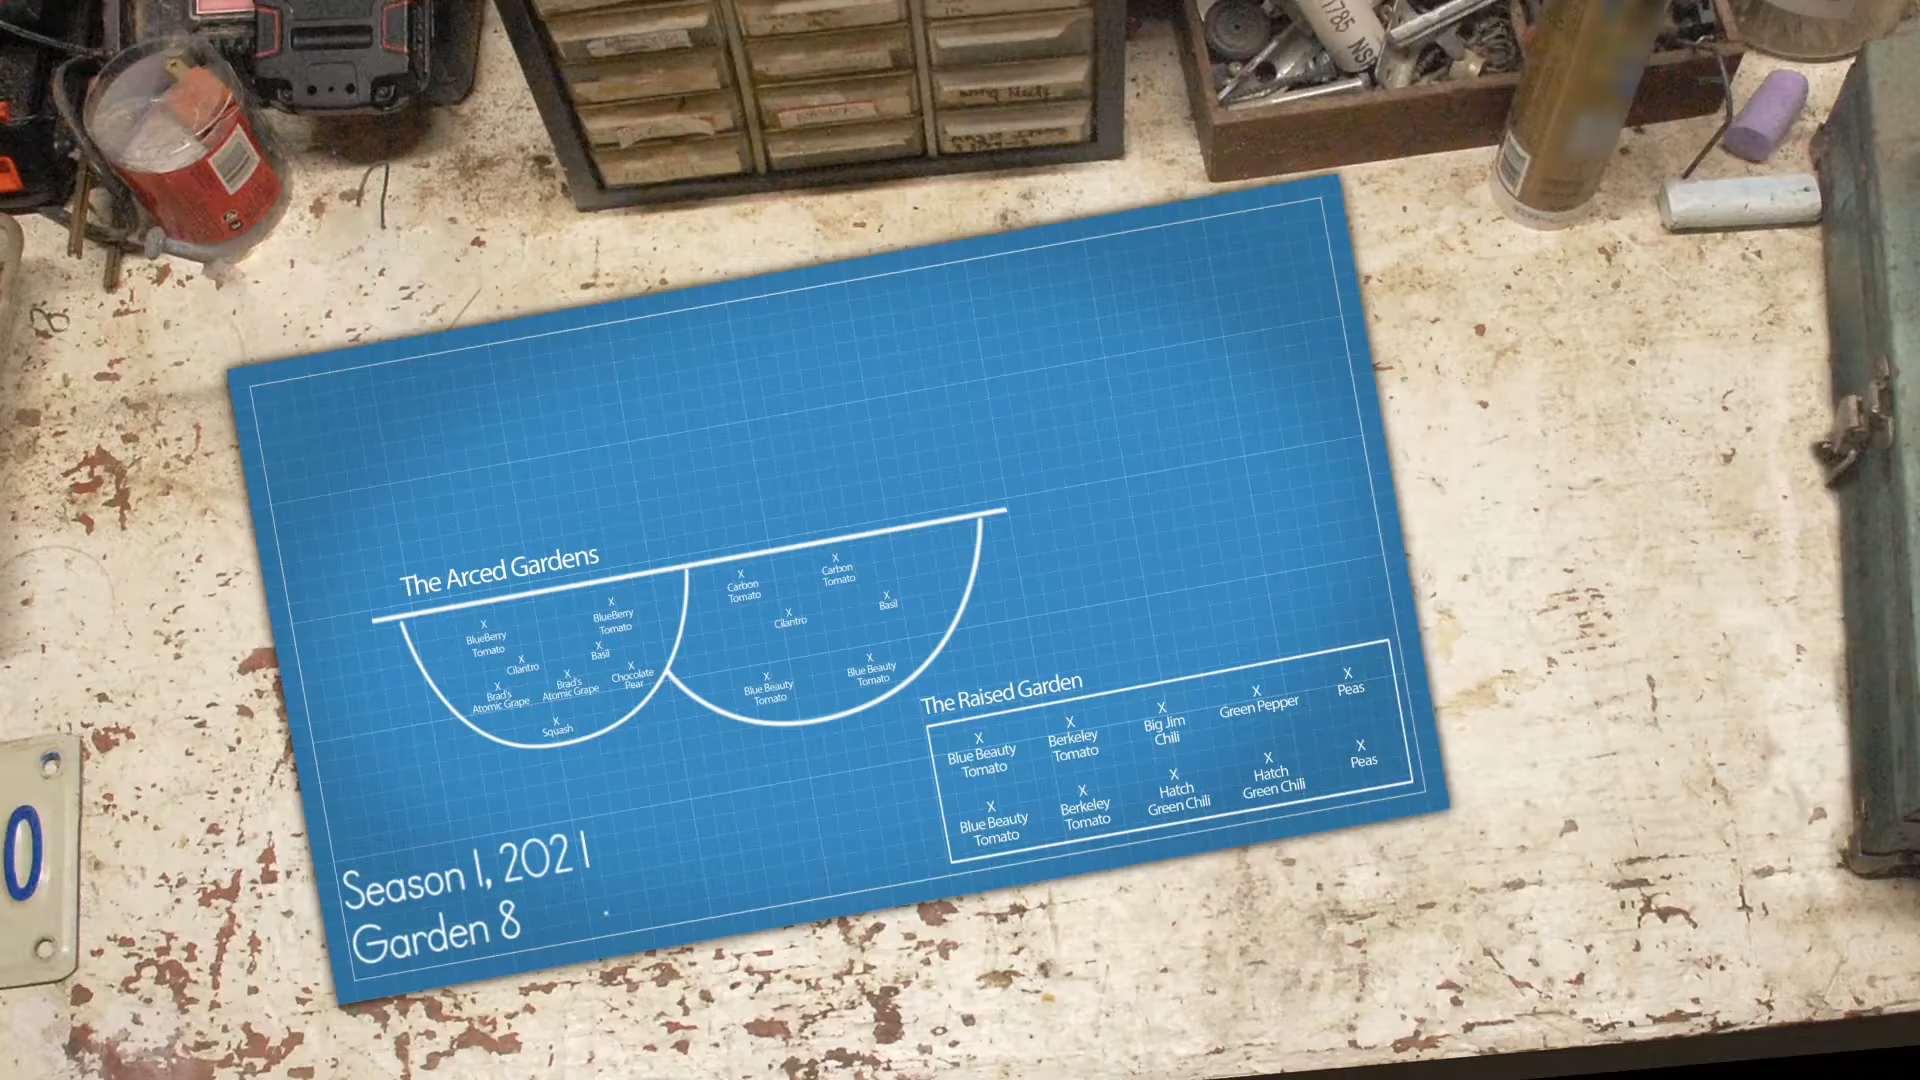 1785 NS
The Arced Gardens
X
BlueBerry
Tomato
X
BlueBerry
Tomato
X
Cilantro
X
Basil
X
Brad's
Atomic Grape
X
Brad's
Atomic Grape
X
Chocolate
Pear
X
Squash
X
Carbon
Tomato
X
Carbon
Tomato
X
Cilantro
X
Basil
X
Blue Beauty
Tomato
X
Blue Beauty
Tomato
The Raised Garden
X
Blue Beauty
Tomato
X
Berkeley
Tomato
X
Big Jim
Chili
X
Green Pepper
X
Peas
X
Blue Beauty
Tomato
X
Berkeley
Tomato
X
Hatch
Green Chili
X
Hatch
Green Chili
X
Peas
Season 1, 2021
Garden 8
0